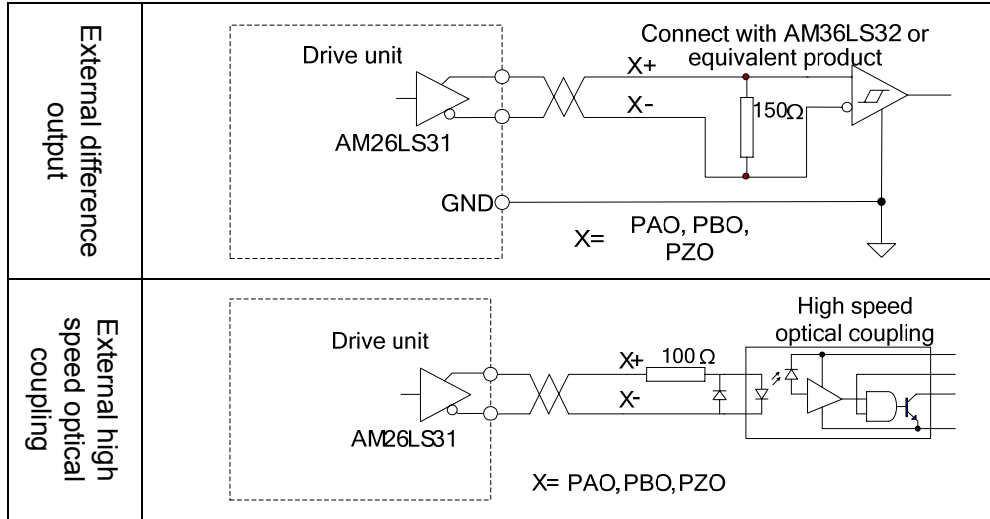 External difference
output
Drive unit
AM26LS31
GND
X+
X-
Connect with AM36LS32 or
equivalent product
150Ω
X=
PAO, PBO,
PZO
External high
speed optical
coupling
Drive unit
AM26LS31
X+
X-
100 Ω
High speed
optical coupling
X= PAO,PBO,PZO